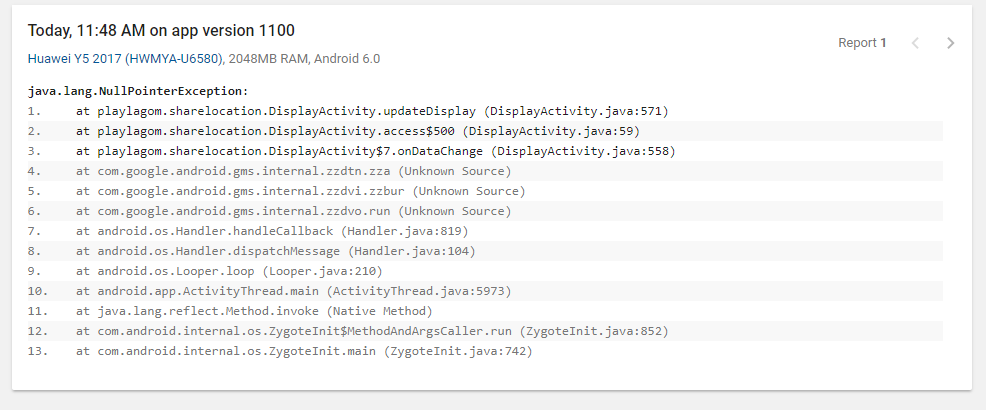 Today, 11:48 AM on app version 1100
Report 1
Huawei Y5 2017 (HWMYA-U6580), 2048MB RAM, Android 6.0
java.lang.NullPointerException:
1. at playlagom.sharelocation.DisplayActivity.updateDisplay (DisplayActivity.java:571)
2. at playlagom.sharelocation.DisplayActivity.access$500 (DisplayActivity.java:59)
3. at playlagom.sharelocation.DisplayActivity$7.onDataChange (DisplayActivity.java:558)
4. at com.google.android.gms.internal.zzdtn.zza (Unknown Source)
5. at com.google.android.gms.internal.zzdvi.zzbur (Unknown Source)
6. at com.google.android.gms.internal.zzdvo.run (Unknown Source)
7. at android.os.Handler.handleCallback (Handler.java:819)
8. at android.os.Handler.dispatchMessage (Handler.java:104)
9. at android.os.Looper.loop (Looper.java:210)
10. at android.app.ActivityThread.main (ActivityThread.java:5973)
11. at java.lang.reflect.Method.invoke (Native Method)
12. at com.android.internal.os.ZygoteInit$MethodAndArgsCaller.run (ZygoteInit.java:852)
13. at com.android.internal.os.ZygoteInit.main (ZygoteInit.java:742)